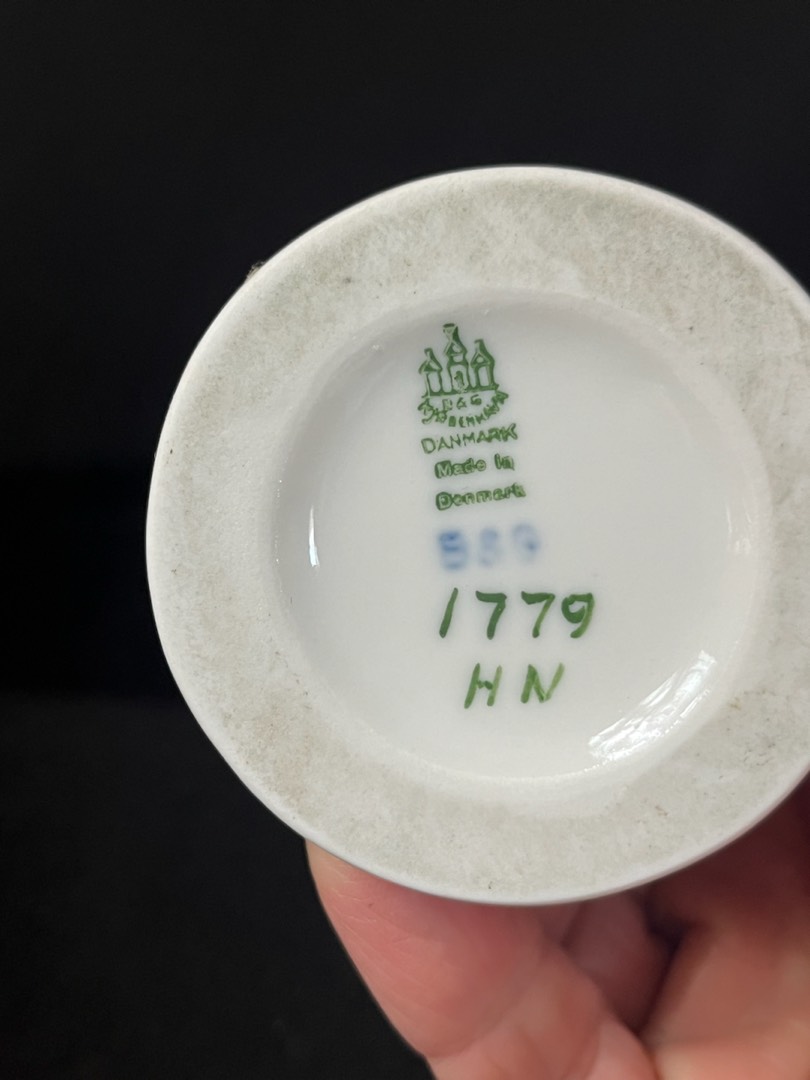 B & G
DANMARK
Made in
Denmark
1779
HN